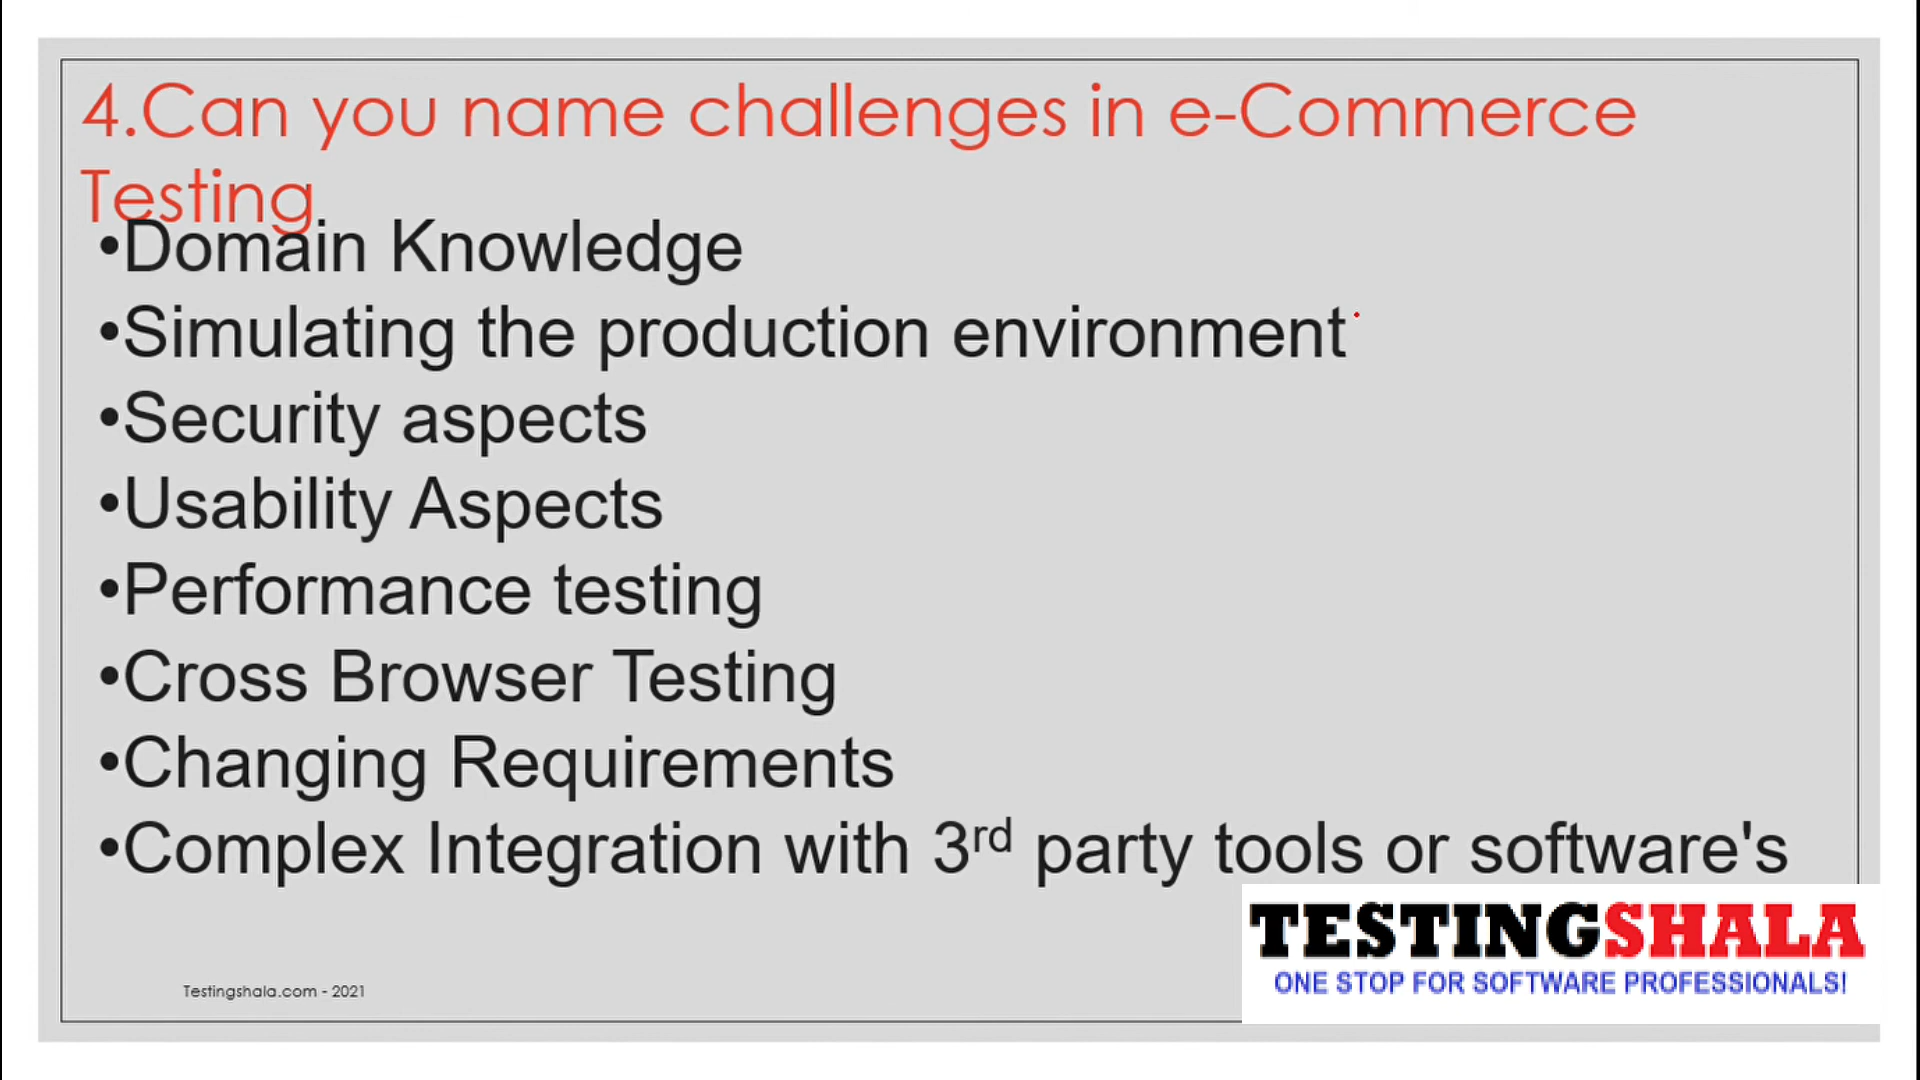 4.Can you name challenges in e-Commerce
Testing
•Domain Knowledge
•Simulating the production environment
•Security aspects
•Usability Aspects
•Performance testing
•Cross Browser Testing
•Changing Requirements
•Complex Integration with 3rd party tools or software's
TESTINGSHALA
ONE STOP FOR SOFTWARE PROFESSIONALS!
Testingshala.com - 2021